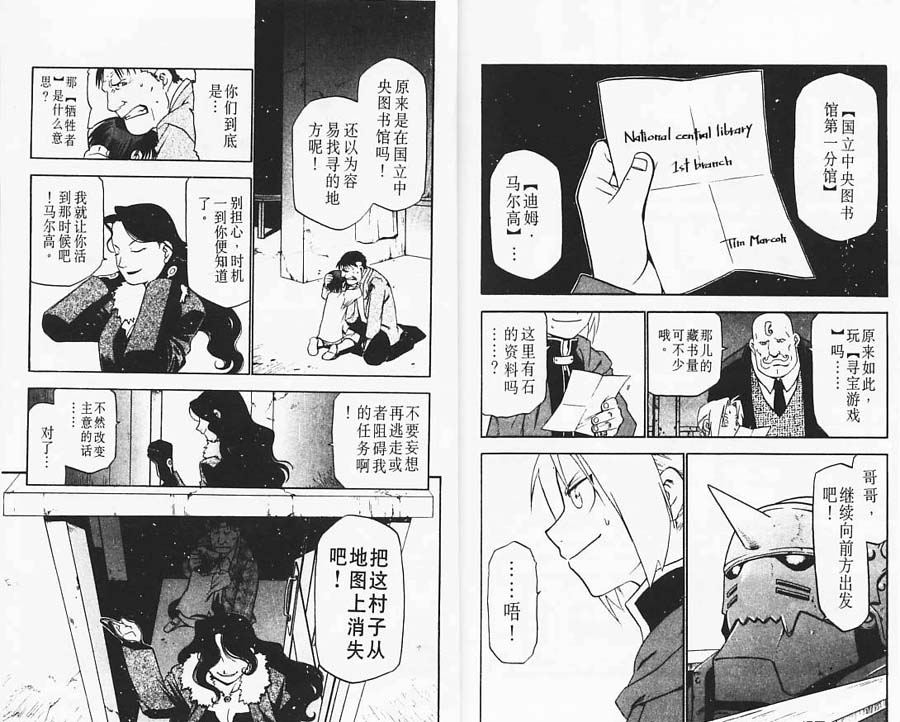 【国立中央图书
馆第一分馆】
National central library
1st branch
Tim Marcoh
【迪姆·
马尔高】…
原来如此，
玩【寻宝游戏
】吗……
那儿的
藏书量
可不少
哦。
这里有石
的资料吗
……？
哥哥，
继续向前方出发
吧！
……唔！
原来是在国立中
央图书馆吗！
还以为容
易找寻的地
方呢！
你们到底
是…
那【牺牲者
】是什么意
思？
别担心，时机
一到你便知道
了。
我就让你活
到那时候吧
！马尔高。
不要妄想
再逃走或
者阻碍我
的任务啊
！
不然改变
主意的话
……
对了…
把这村子从
地图上消失
吧！